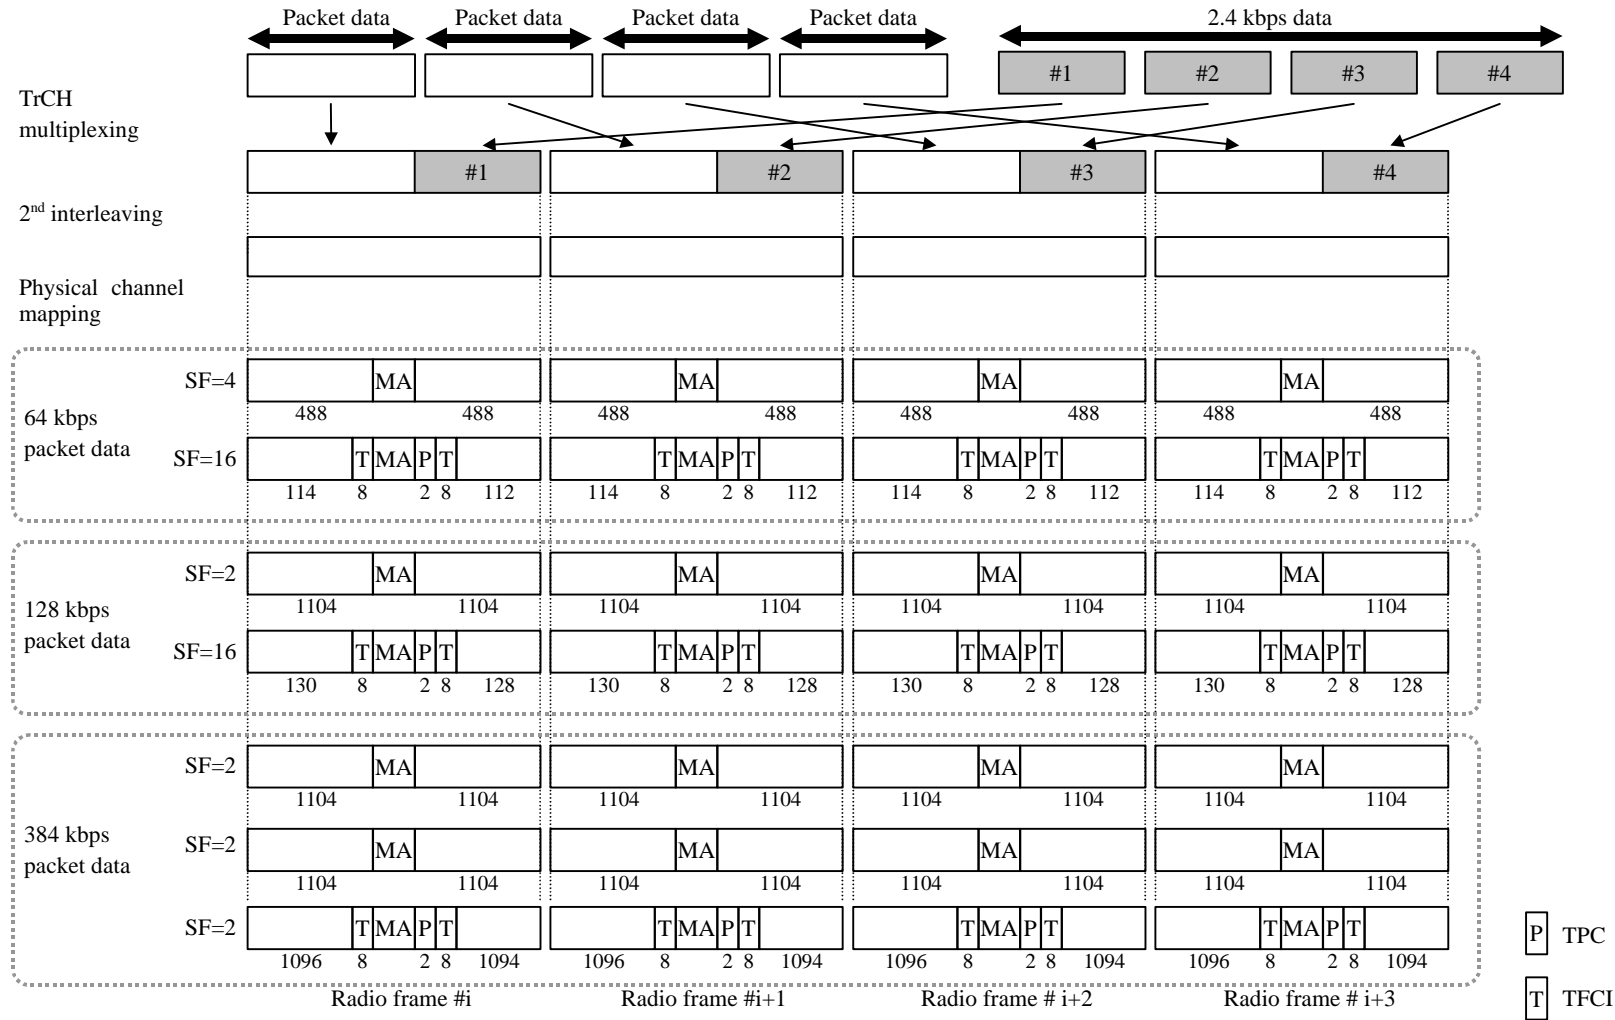 Packet data Packet data Packet data Packet data 2.4 kbps data
#1 #2 #3 #4
TrCH
multiplexing
#1 #2 #3 #4
2nd interleaving
Physical channel
mapping
64 kbps
packet data
SF=4 MA MA MA MA
488 488 488 488 488 488 488 488
SF=16 T MA P T T MA P T T MA P T T MA P T
114 8 2 8 112 114 8 2 8 112 114 8 2 8 112 114 8 2 8 112
128 kbps
packet data
SF=2 MA MA MA MA
1104 1104 1104 1104 1104 1104 1104 1104
SF=16 T MA P T T MA P T T MA P T T MA P T
130 8 2 8 128 130 8 2 8 128 130 8 2 8 128 130 8 2 8 128
384 kbps
packet data
SF=2 MA MA MA MA
1104 1104 1104 1104 1104 1104 1104 1104
SF=2 MA MA MA MA
1104 1104 1104 1104 1104 1104 1104 1104
SF=2 T MA P T T MA P T T MA P T T MA P T
1096 8 2 8 1094 1096 8 2 8 1094 1096 8 2 8 1094 1096 8 2 8 1094
Radio frame #i Radio frame #i+1 Radio frame # i+2 Radio frame # i+3
P TPC
T TFCI